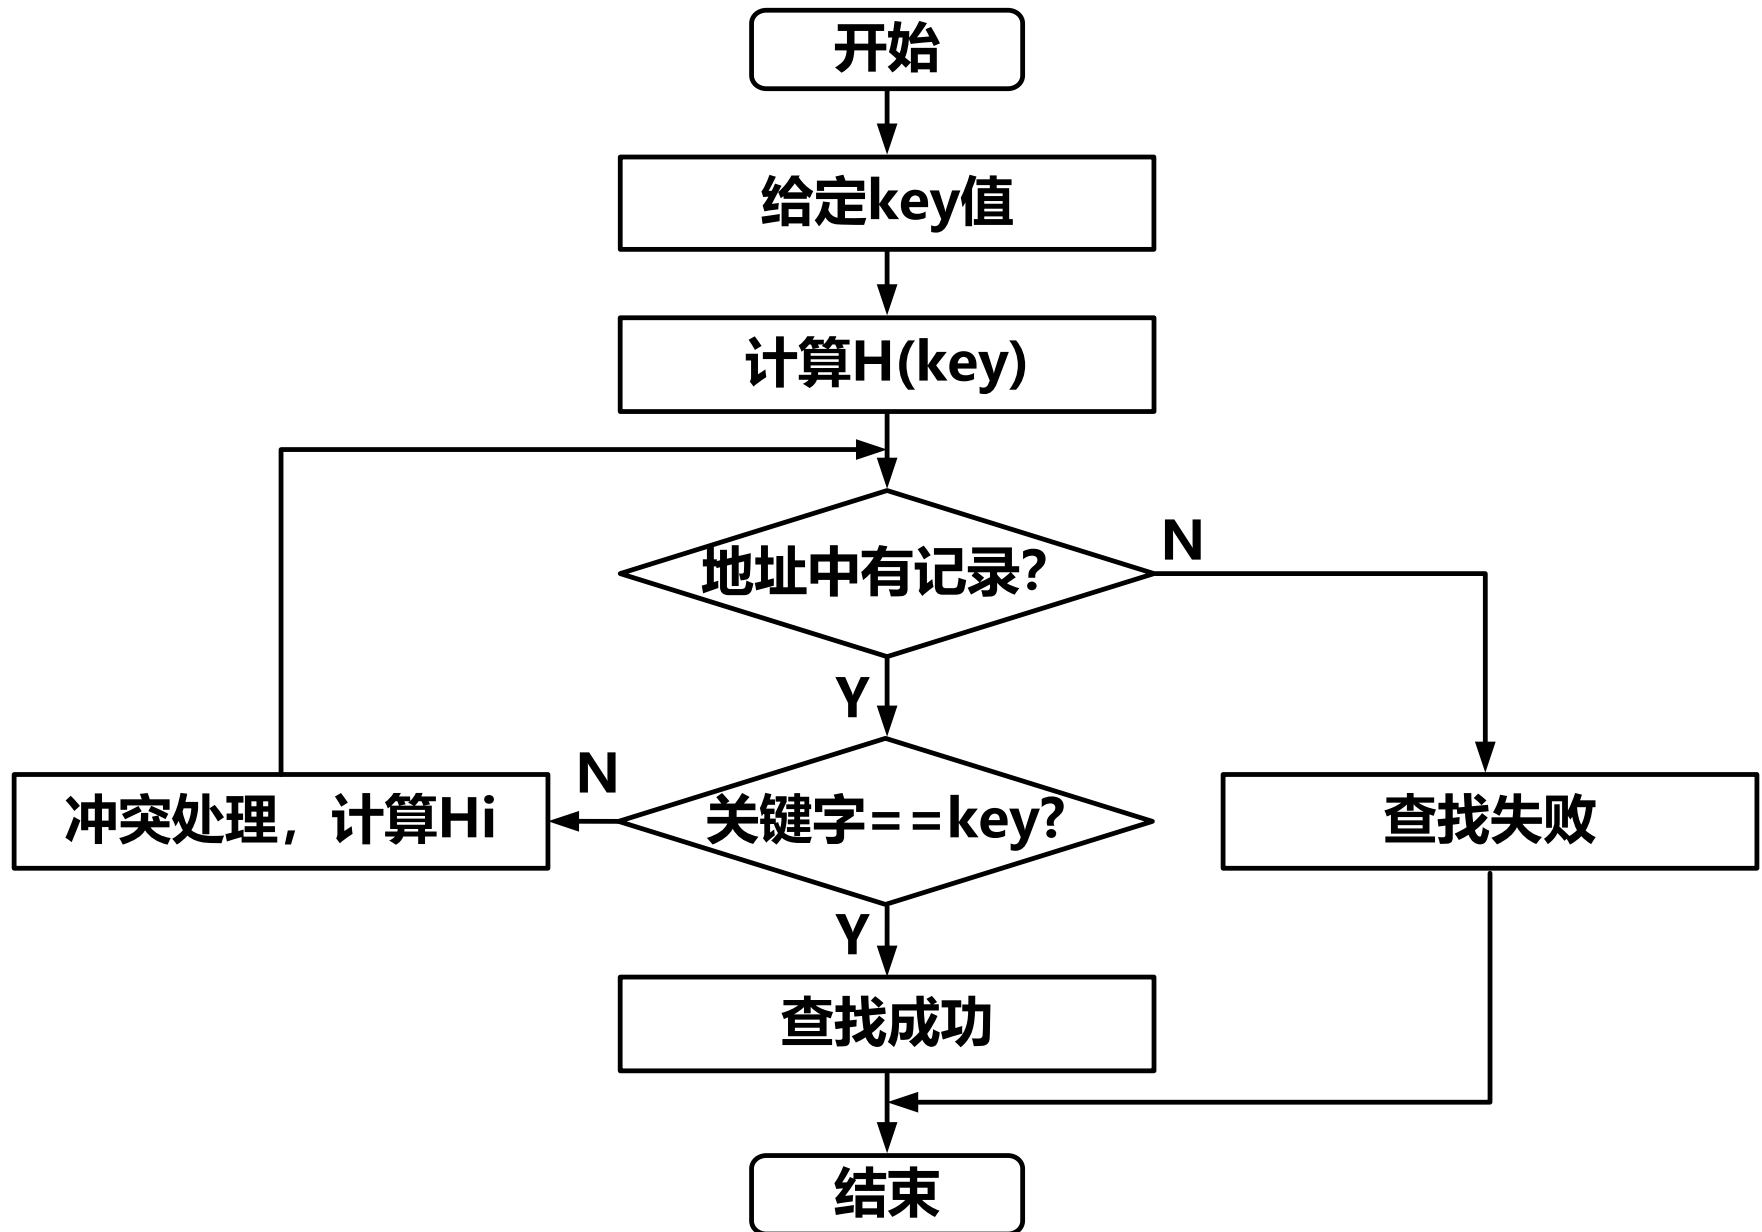 开始
给定key值
计算H(key)
地址中有记录?
N
Y
N
关键字==key?
冲突处理，计算Hi
查找失败
Y
查找成功
结束